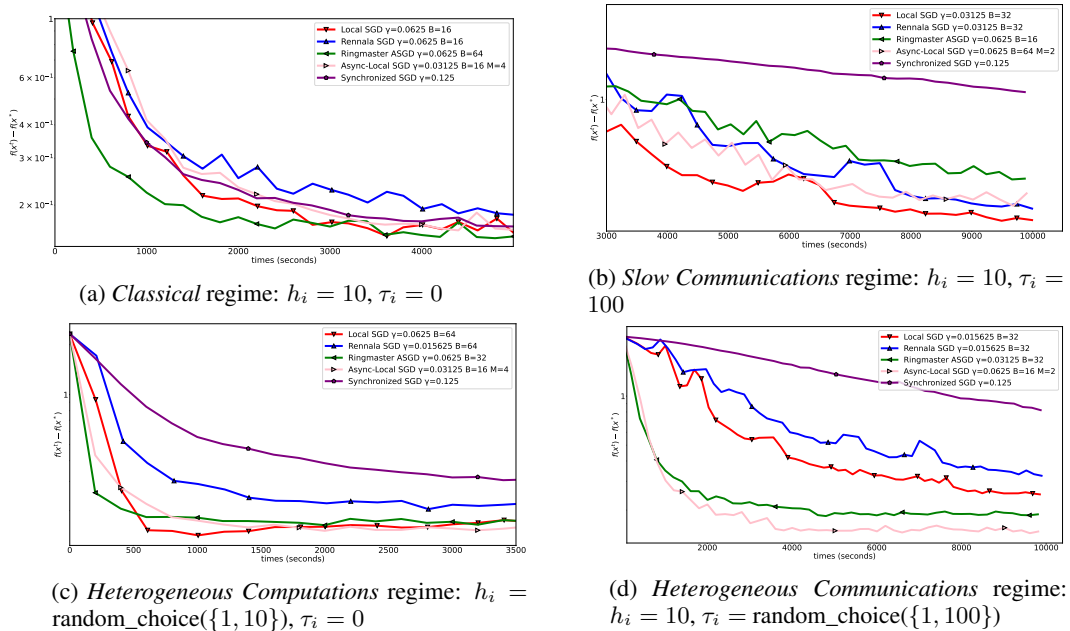 1
6 × 10⁻¹
4 × 10⁻¹
3 × 10⁻¹
2 × 10⁻¹
f(xᵗ) − f(x*)
Local SGD γ=0.0625 B=16
Rennala SGD γ=0.0625 B=16
Ringmaster ASGD γ=0.0625 B=64
Async-Local SGD γ=0.03125 B=16 M=4
Synchronized SGD γ=0.125
0 1000 2000 3000 4000
times (seconds)
(a) Classical regime: hᵢ = 10, τᵢ = 0
1
f(xᵗ) − f(x*)
Local SGD γ=0.03125 B=32
Rennala SGD γ=0.03125 B=32
Ringmaster ASGD γ=0.0625 B=16
Async-Local SGD γ=0.0625 B=64 M=2
Synchronized SGD γ=0.125
3000 4000 5000 6000 7000 8000 9000 10000
times (seconds)
(b) Slow Communications regime: hᵢ = 10, τᵢ =
100
1
f(xᵗ) − f(x*)
Local SGD γ=0.0625 B=64
Rennala SGD γ=0.015625 B=64
Ringmaster ASGD γ=0.0625 B=32
Async-Local SGD γ=0.03125 B=16 M=4
Synchronized SGD γ=0.125
0 500 1000 1500 2000 2500 3000 3500
times (seconds)
(c) Heterogeneous Computations regime: hᵢ =
random_choice({1, 10}), τᵢ = 0
1
f(xᵗ) − f(x*)
Local SGD γ=0.015625 B=32
Rennala SGD γ=0.015625 B=32
Ringmaster ASGD γ=0.03125 B=32
Async-Local SGD γ=0.0625 B=16 M=2
Synchronized SGD γ=0.125
2000 4000 6000 8000 10000
times (seconds)
(d) Heterogeneous Communications regime:
hᵢ = 10, τᵢ = random_choice({1, 100})